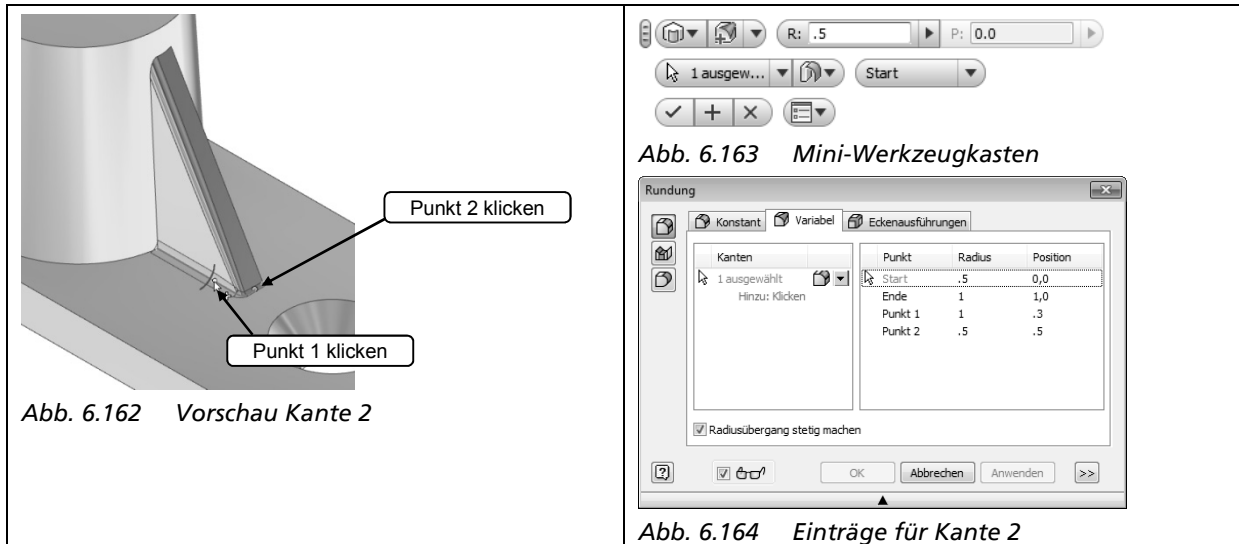 Punkt 2 klicken
Punkt 1 klicken
Abb. 6.162 Vorschau Kante 2
R: .5 P: 0.0
1 ausgew... Start
Abb. 6.163 Mini-Werkzeugkasten
Rundung
Konstant Variabel Eckenausführungen
Kanten Punkt Radius Position
1 ausgewählt Start .5 0,0
Hinzu: Klicken Ende 1 1,0
Punkt 1 1 .3
Punkt 2 .5 .5
Radiusübergang stetig machen
OK Abbrechen Anwenden >>
Abb. 6.164 Einträge für Kante 2